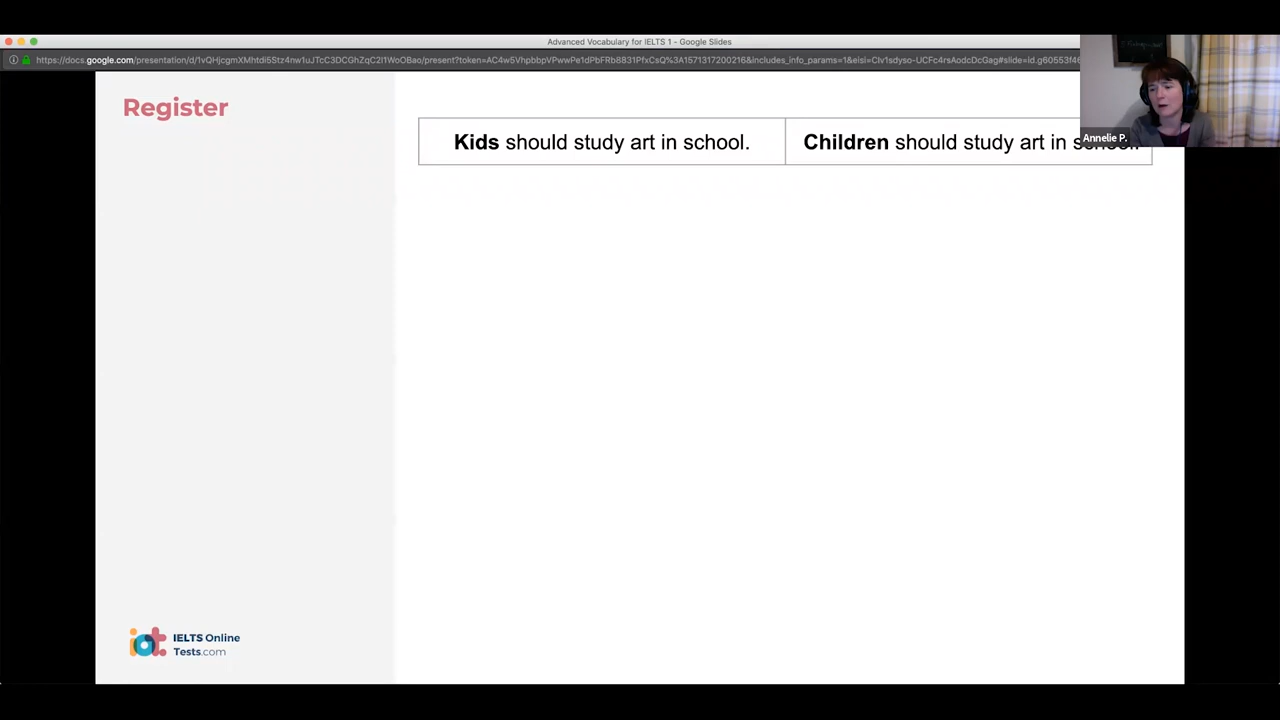 Advanced Vocabulary for IELTS 1 - Google Slides
Register
Kids should study art in school.
Children should study art in school.
Annelie P.
IELTS Online
Tests.com